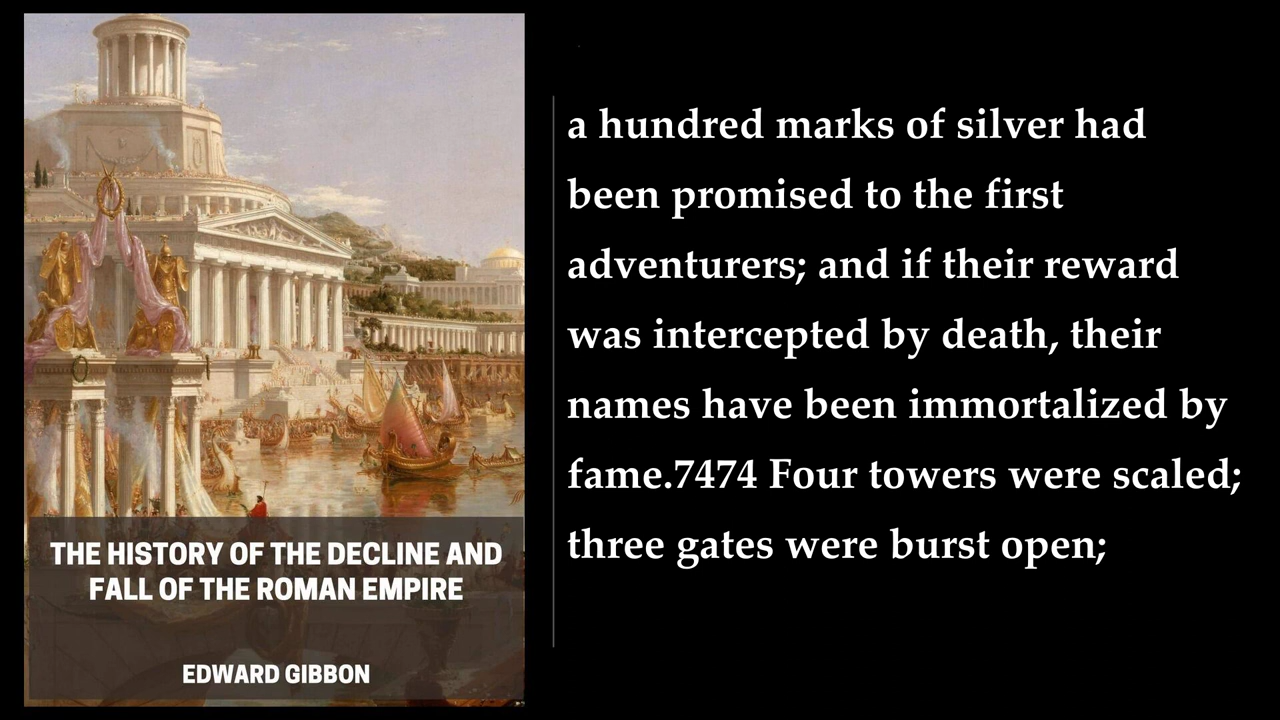 THE HISTORY OF THE DECLINE AND
FALL OF THE ROMAN EMPIRE
EDWARD GIBBON
a hundred marks of silver had
been promised to the first
adventurers; and if their reward
was intercepted by death, their
names have been immortalized by
fame.7474 Four towers were scaled;
three gates were burst open;